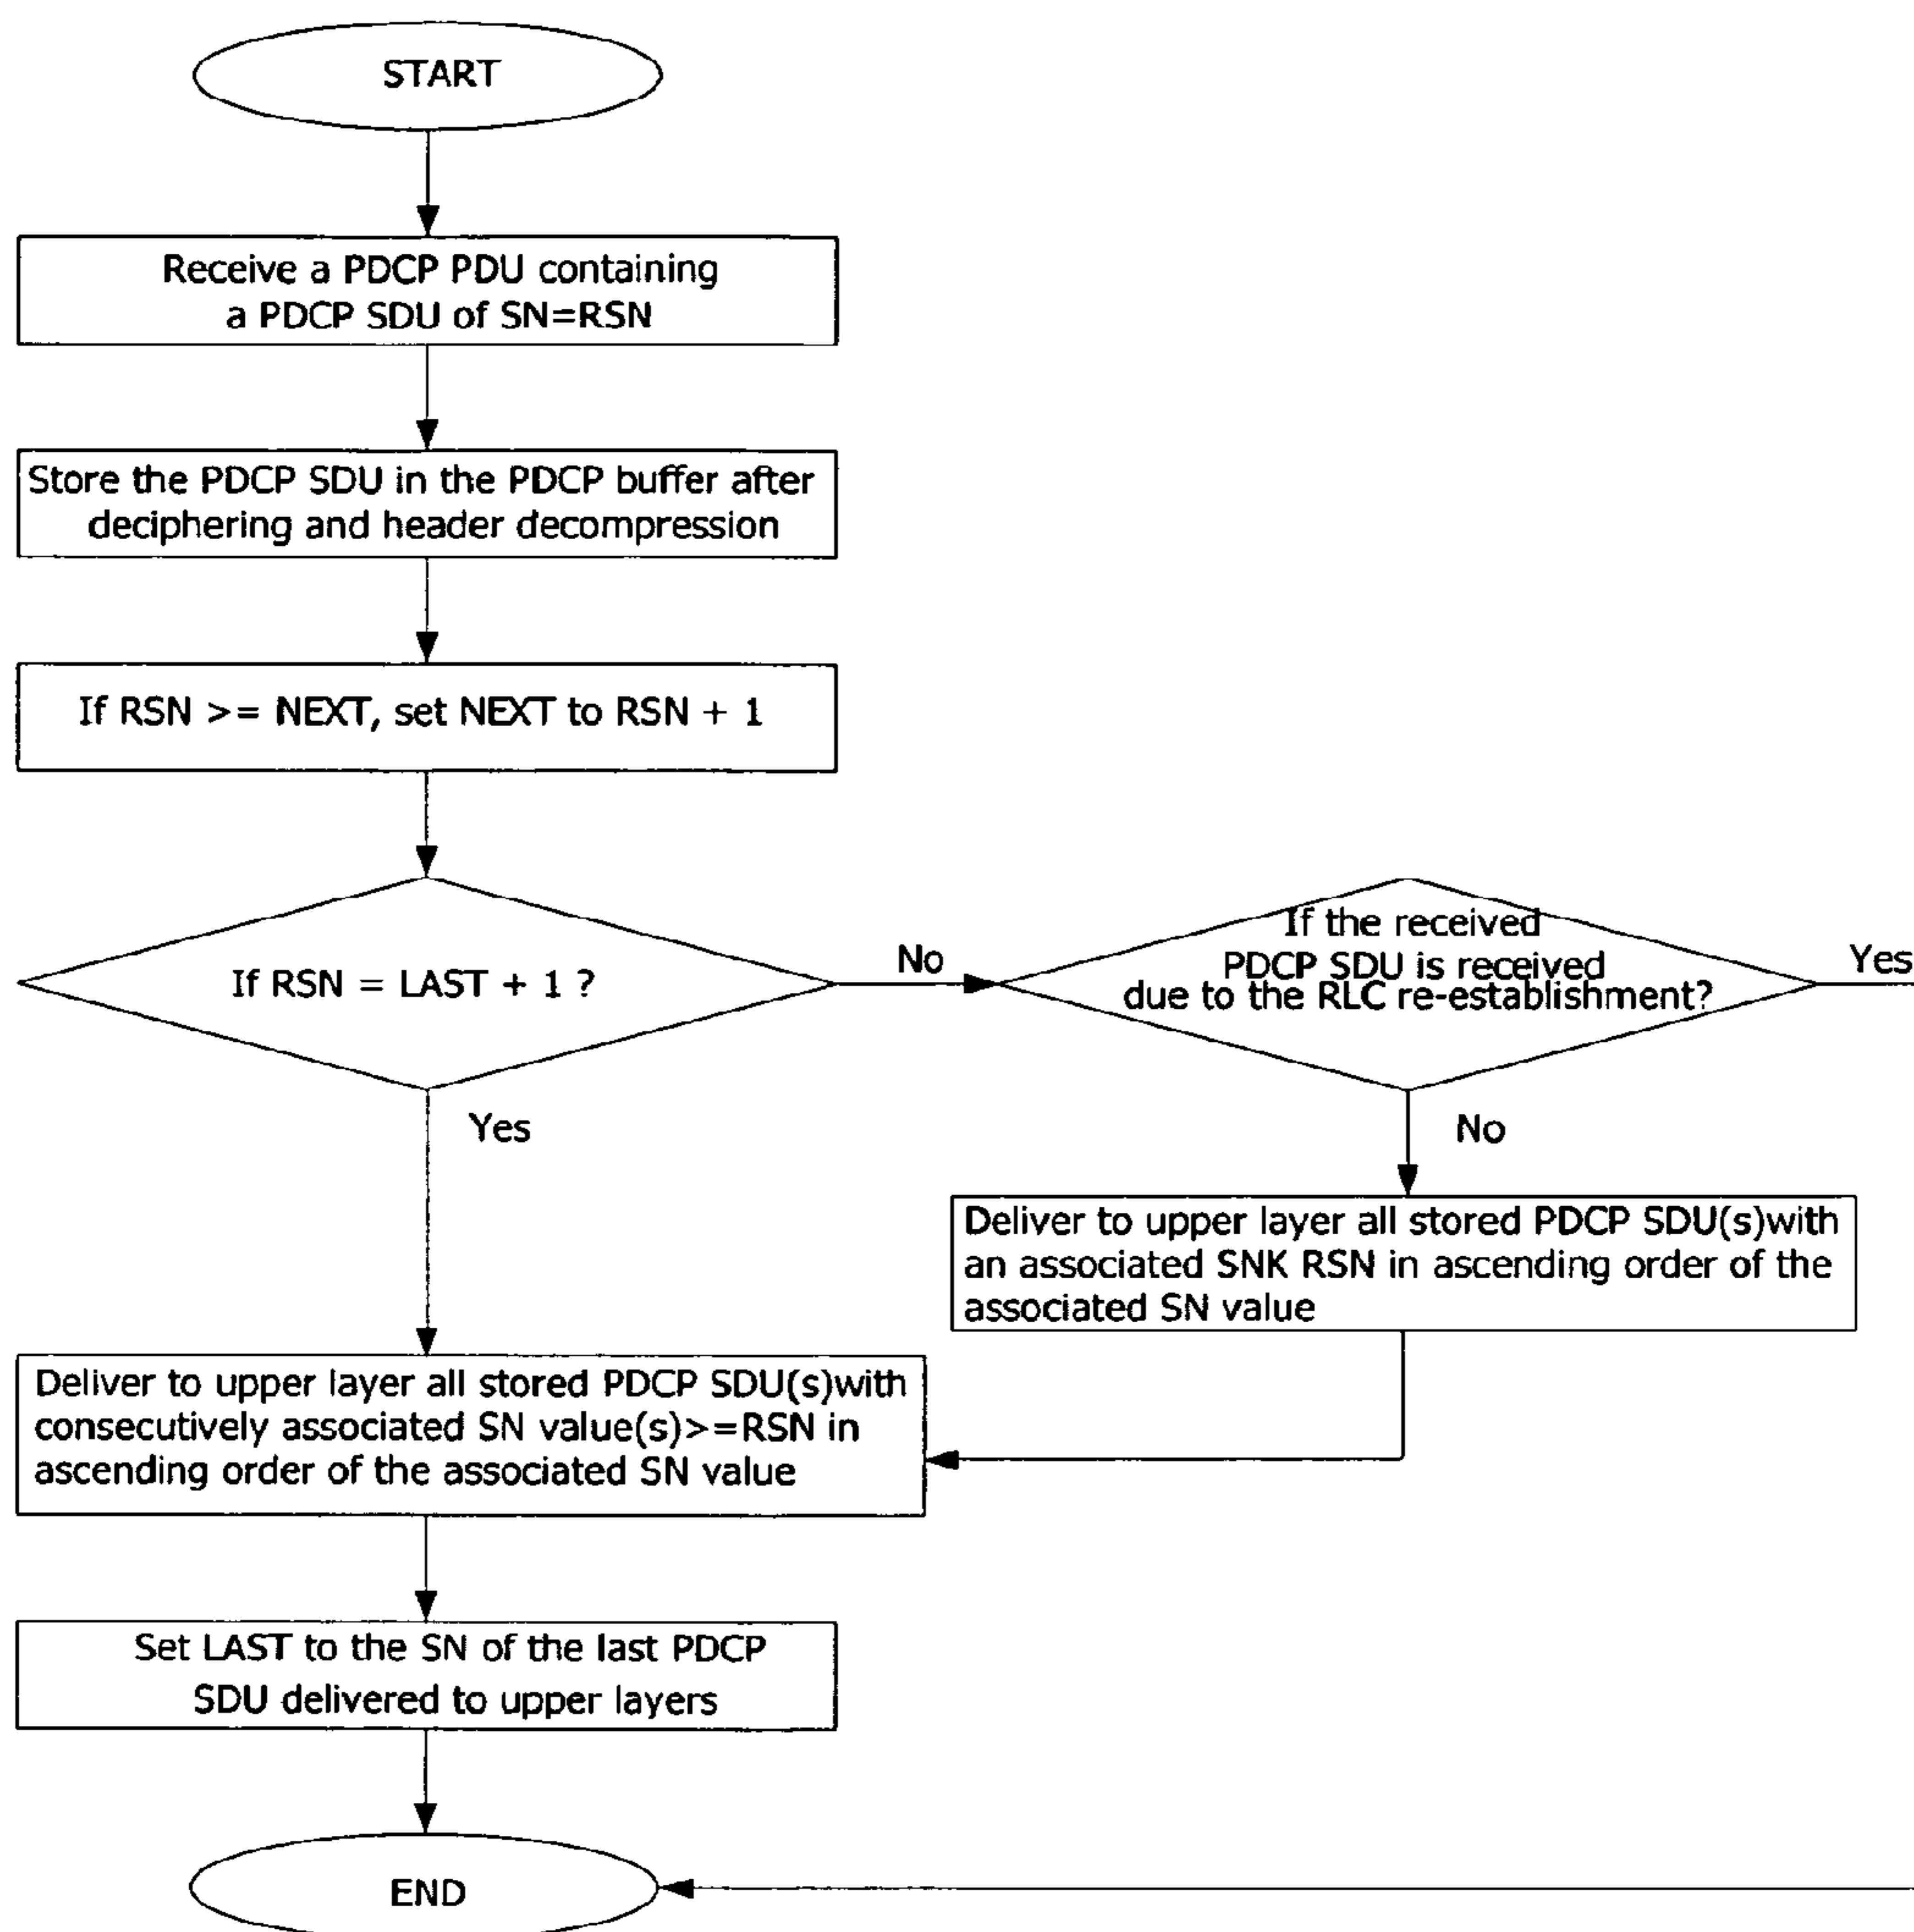 START
Receive a PDCP PDU containing
a PDCP SDU of SN=RSN
Store the PDCP SDU in the PDCP buffer after
deciphering and header decompression
If RSN >= NEXT, set NEXT to RSN + 1
If RSN = LAST + 1 ?
No
If the received
PDCP SDU is received
due to the RLC re-establishment?
Yes
Yes
No
Deliver to upper layer all stored PDCP SDU(s)with
an associated SNK RSN in ascending order of the
associated SN value
Deliver to upper layer all stored PDCP SDU(s)with
consecutively associated SN value(s)>=RSN in
ascending order of the associated SN value
Set LAST to the SN of the last PDCP
SDU delivered to upper layers
END